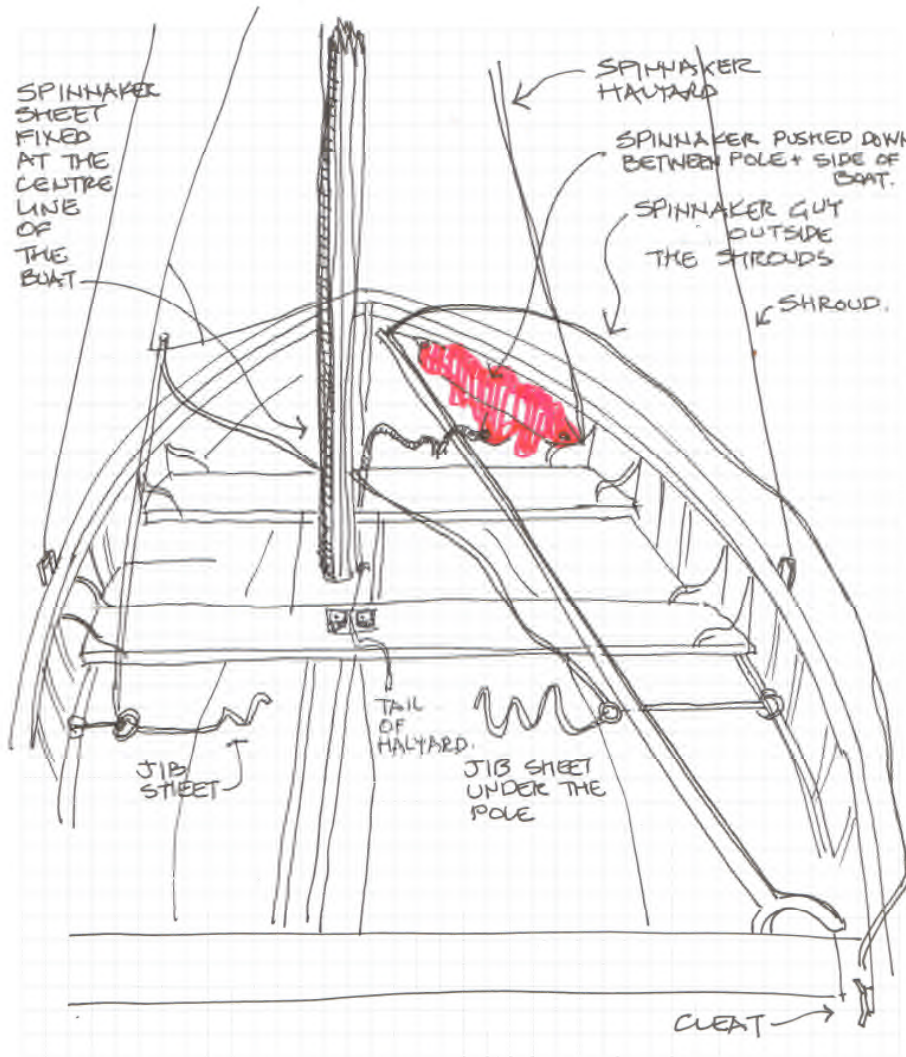 SPINNAKER
SHEET
FIXED
AT THE
CENTRE
LINE
OF
THE
BOAT
SPINNAKER
HALYARD
SPINNAKER PUSHED DOWN
BETWEEN POLE + SIDE OF
BOAT.
SPINNAKER GUY
OUTSIDE
THE SHROUDS
SHROUD.
TAIL
OF
HALYARD.
JIB
SHEET
JIB SHEET
UNDER THE
POLE
CLEAT